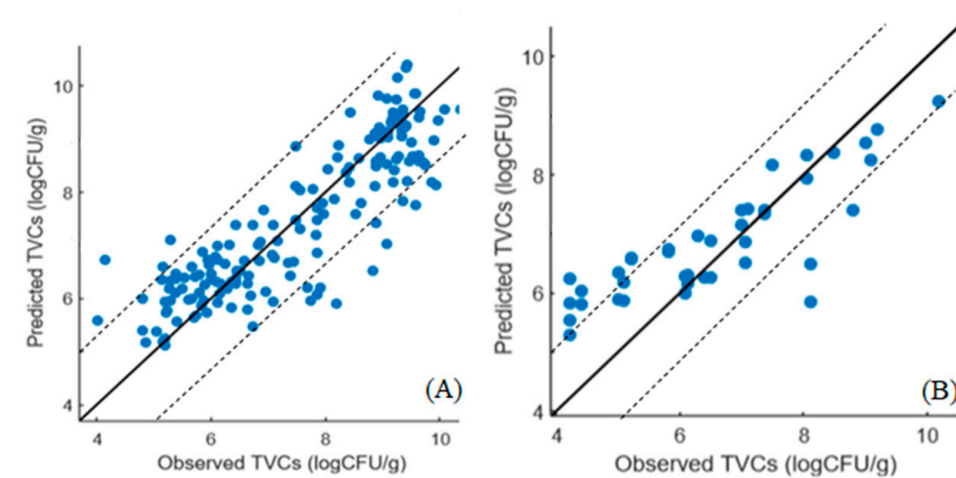 Predicted TVCs (logCFU/g)
10
8
6
4
4 6 8 10
Observed TVCs (logCFU/g)
(A)
Predicted TVCs (logCFU/g)
10
8
6
4
4 6 8 10
Observed TVCs (logCFU/g)
(B)